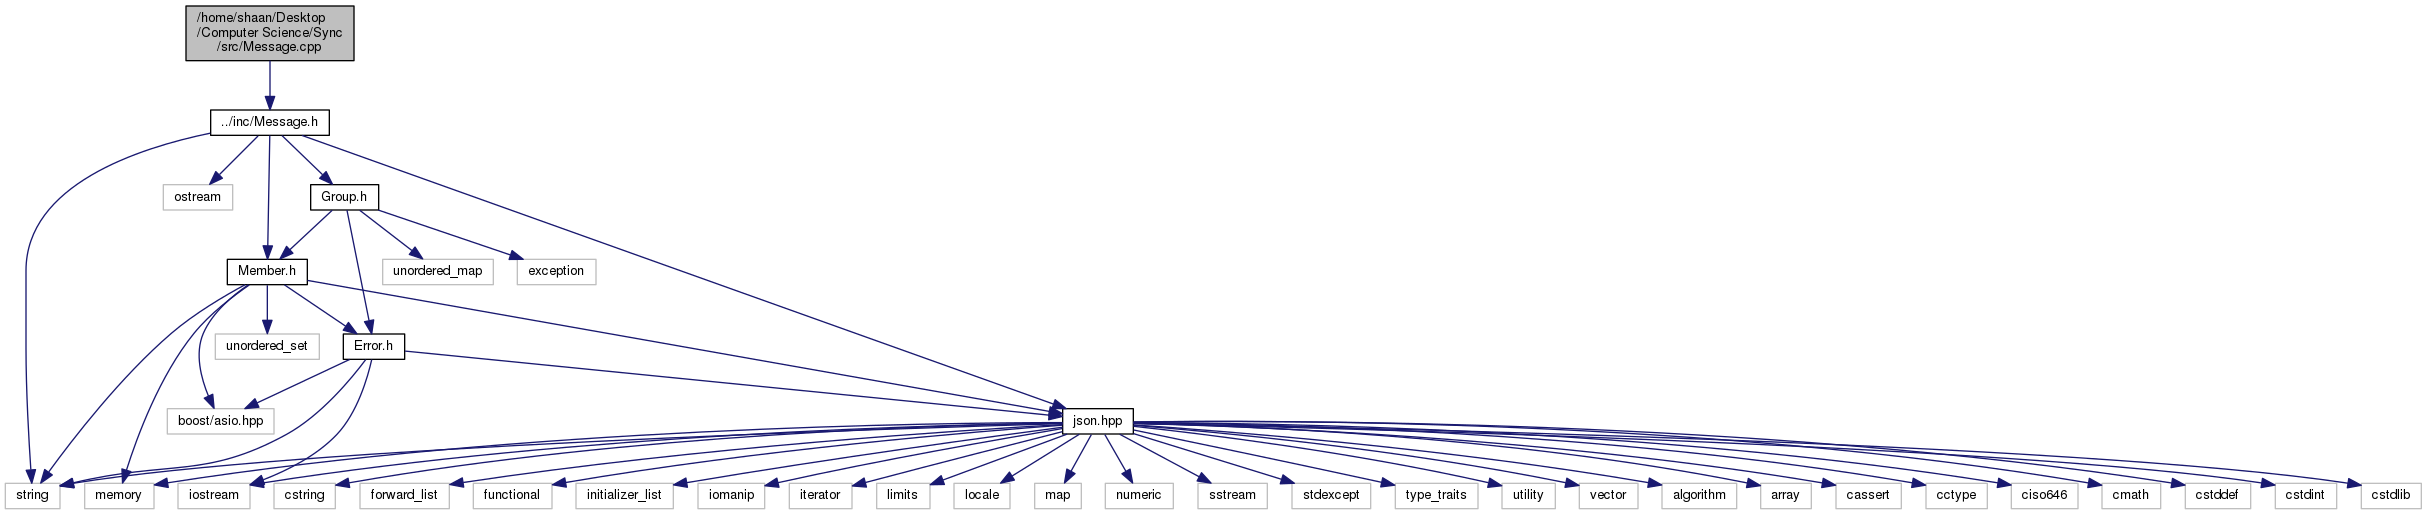 /home/shaan/Desktop
/Computer Science/Sync
/src/Message.cpp
../inc/Message.h
ostream
Group.h
Member.h
unordered_map
exception
unordered_set
Error.h
boost/asio.hpp
json.hpp
string
memory
iostream
cstring
forward_list
functional
initializer_list
iomanip
iterator
limits
locale
map
numeric
sstream
stdexcept
type_traits
utility
vector
algorithm
array
cassert
cctype
ciso646
cmath
cstddef
cstdint
cstdlib